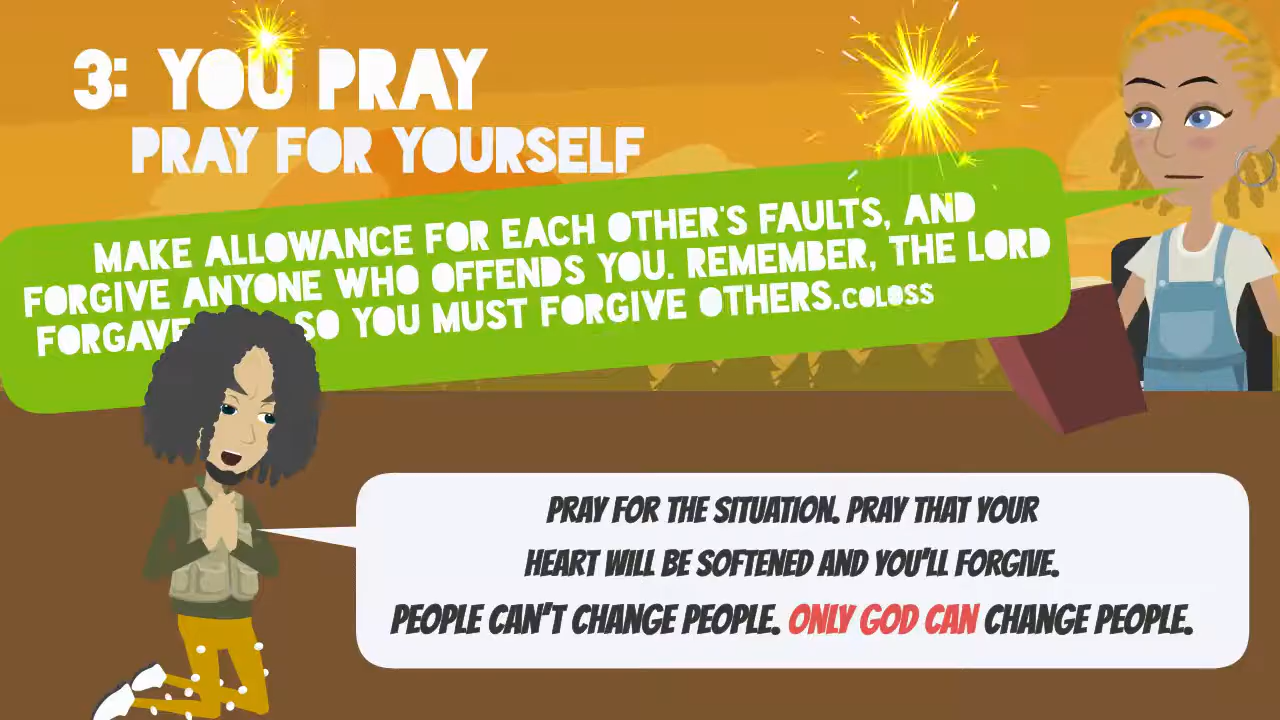 3: YOU PRAY
PRAY FOR YOURSELF
MAKE ALLOWANCE FOR EACH OTHER'S FAULTS, AND
FORGIVE ANYONE WHO OFFENDS YOU. REMEMBER, THE LORD
FORGAVE SO YOU MUST FORGIVE OTHERS.COLOSS
PRAY FOR THE SITUATION. PRAY THAT YOUR
HEART WILL BE SOFTENED AND YOU'LL FORGIVE.
PEOPLE CAN'T CHANGE PEOPLE. ONLY GOD CAN CHANGE PEOPLE.